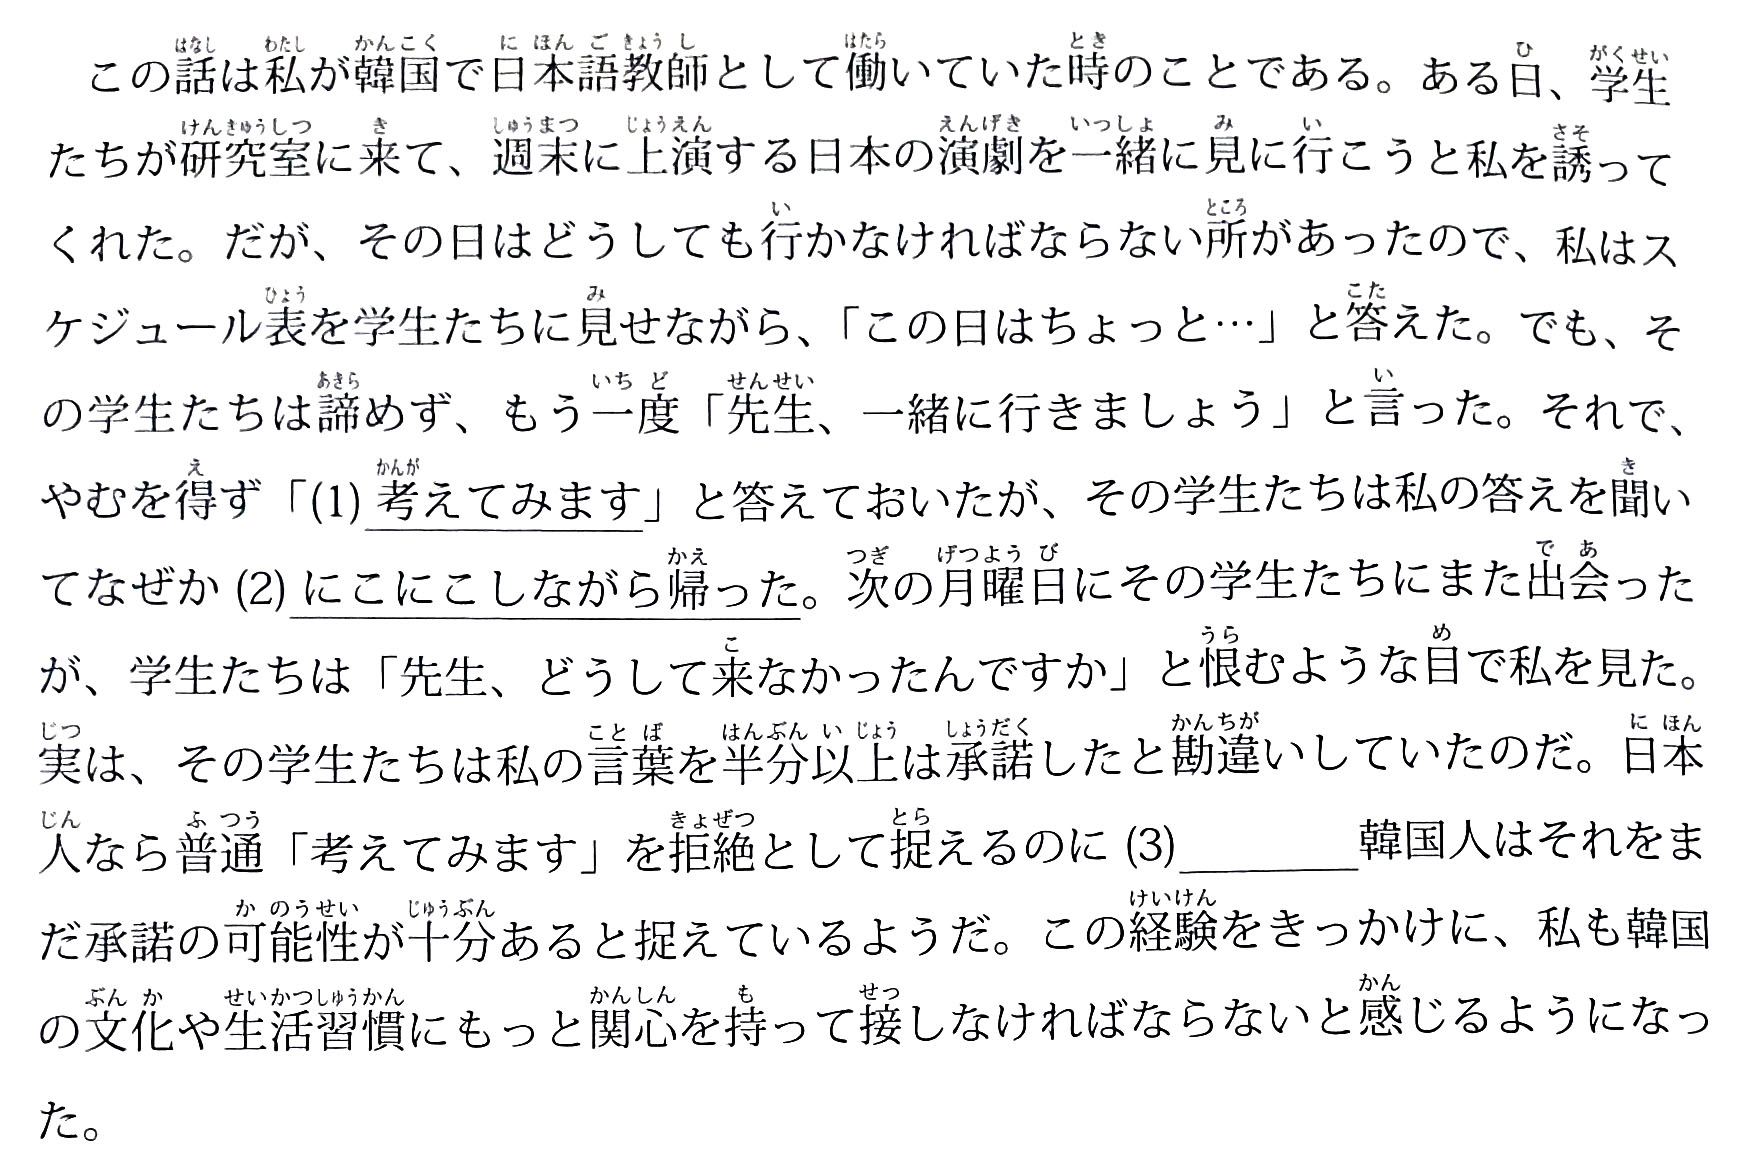 この話は私が韓国で日本語教師として働いていた時のことである。ある日、学生
たちが研究室に来て、週末に上演する日本の演劇を一緒に見に行こうと私を誘って
くれた。だが、その日はどうしても行かなければならない所があったので、私はス
ケジュール表を学生たちに見せながら、「この日はちょっと…」と答えた。でも、そ
の学生たちは諦めず、もう一度「先生、一緒に行きましょう」と言った。それで、
やむを得ず「(1) 考えてみます」と答えておいたが、その学生たちは私の答えを聞い
てなぜか (2) にこにこしながら帰った。次の月曜日にその学生たちにまた出会った
が、学生たちは「先生、どうして来なかったんですか」と恨むような目で私を見た。
実は、その学生たちは私の言葉を半分以上は承諾したと勘違いしていたのだ。日本
人なら普通「考えてみます」を拒絶として捉えるのに (3)________韓国人はそれをま
だ承諾の可能性が十分あると捉えているようだ。この経験をきっかけに、私も韓国
の文化や生活習慣にもっと関心を持って接しなければならないと感じるようになっ
た。